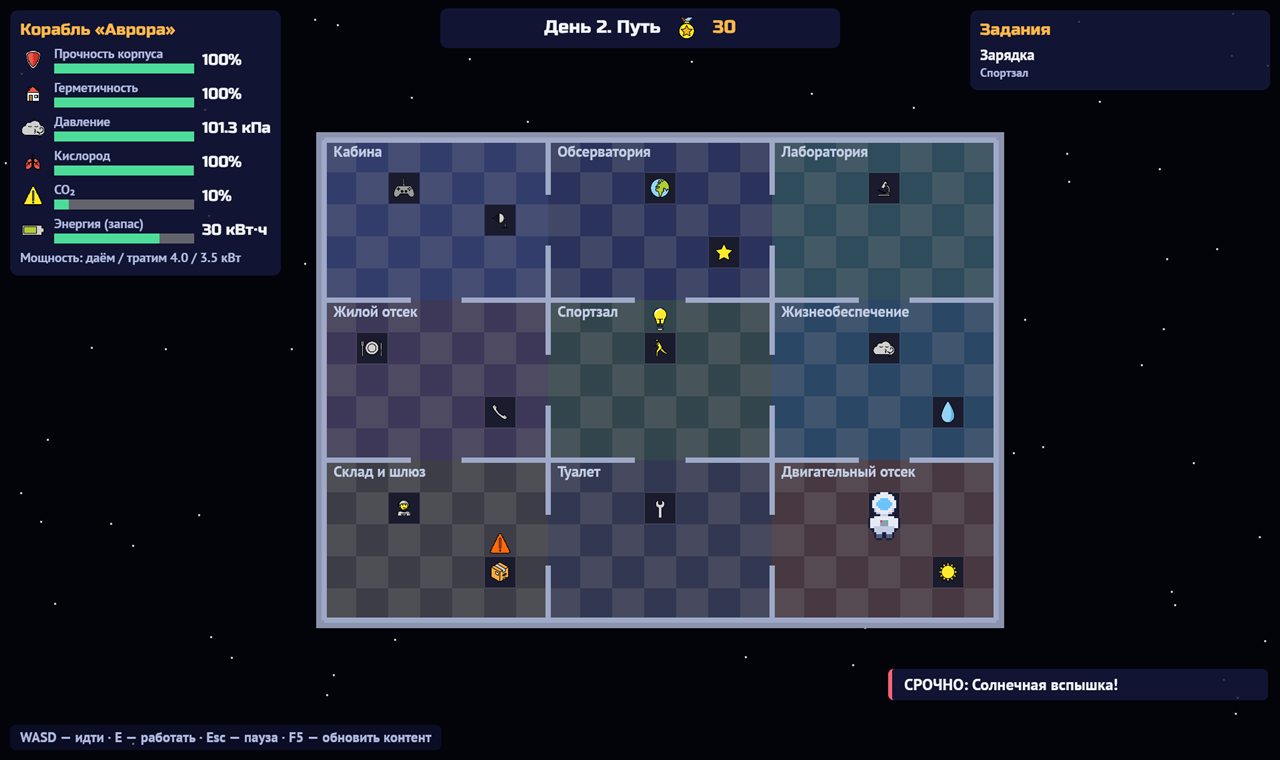 Корабль «Аврора»
Прочность корпуса
100%
Герметичность
100%
Давление
101.3 кПа
Кислород
100%
CO₂
10%
Энергия (запас)
30 кВт·ч
Мощность: даём / тратим 4.0 / 3.5 кВт
День 2. Путь 30
Задания
Зарядка
Спортзал
Кабина
Обсерватория
Лаборатория
Жилой отсек
Спортзал
Жизнеобеспечение
Склад и шлюз
Туалет
Двигательный отсек
СРОЧНО: Солнечная вспышка!
WASD — идти · E — работать · Esc — пауза · F5 — обновить контент